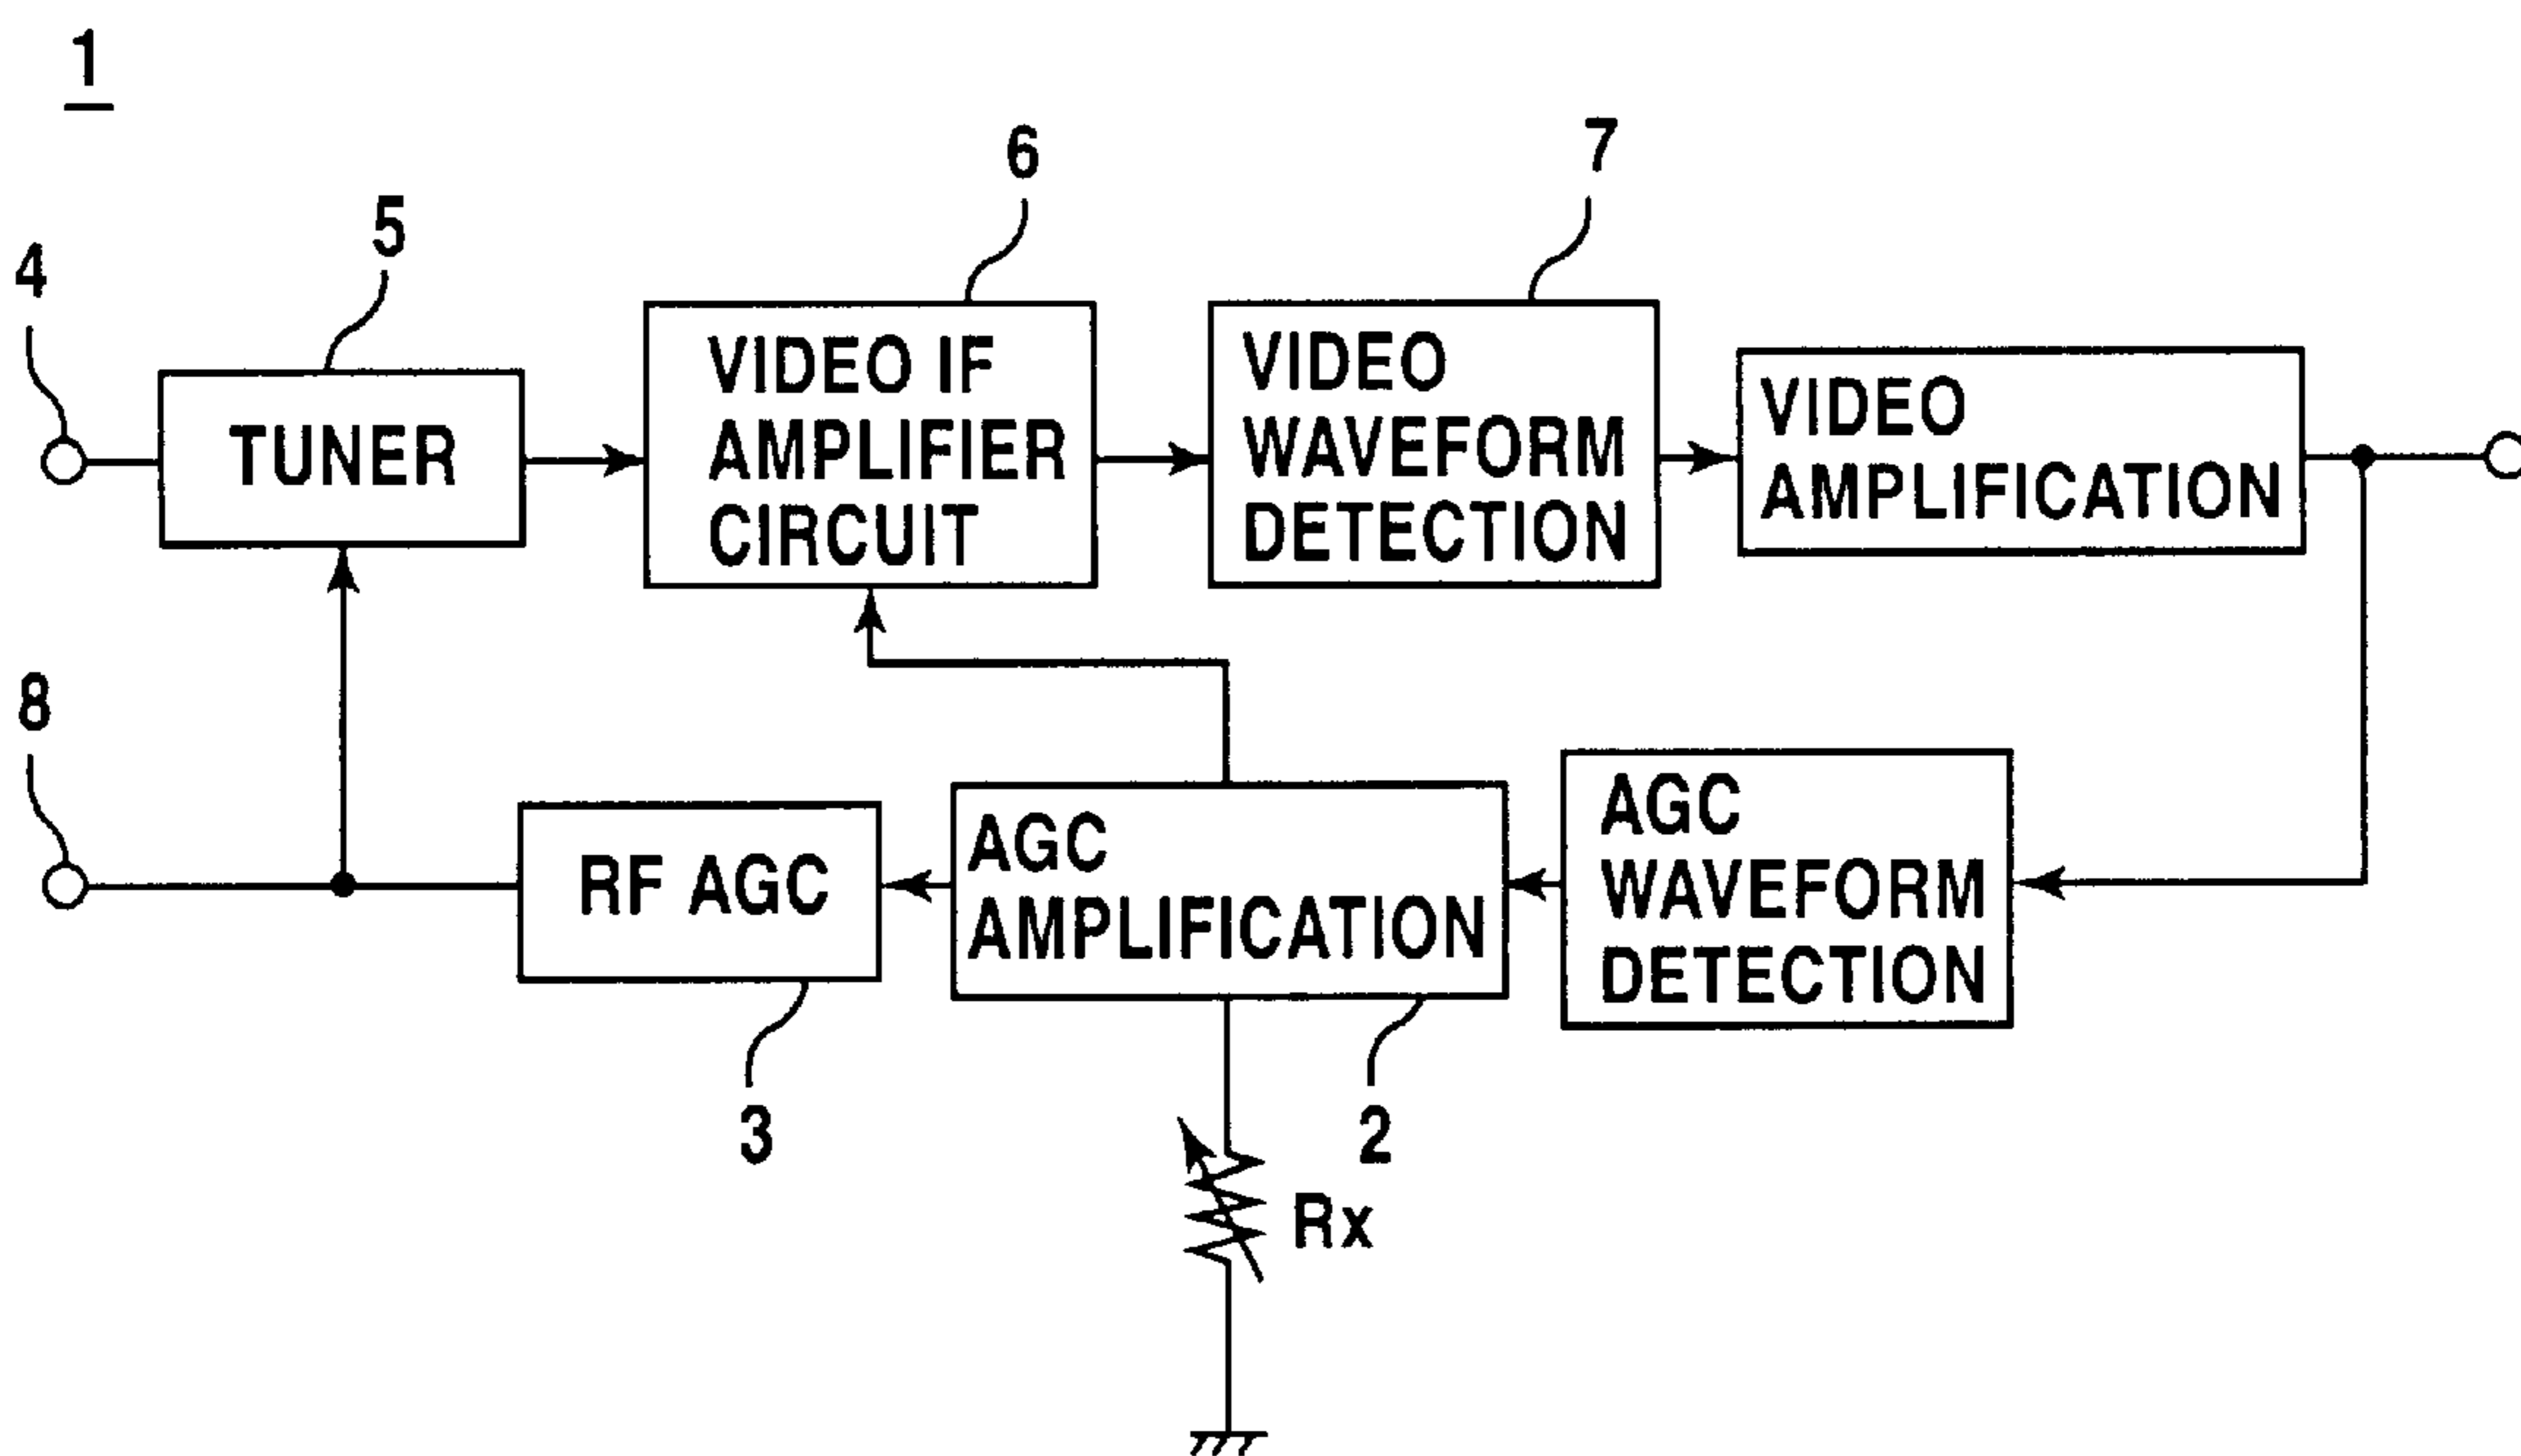 1
6
7
5
4
TUNER
VIDEO IF
AMPLIFIER
CIRCUIT
VIDEO
WAVEFORM
DETECTION
VIDEO
AMPLIFICATION
8
RF AGC
AGC
AMPLIFICATION
AGC
WAVEFORM
DETECTION
3
2
Rx